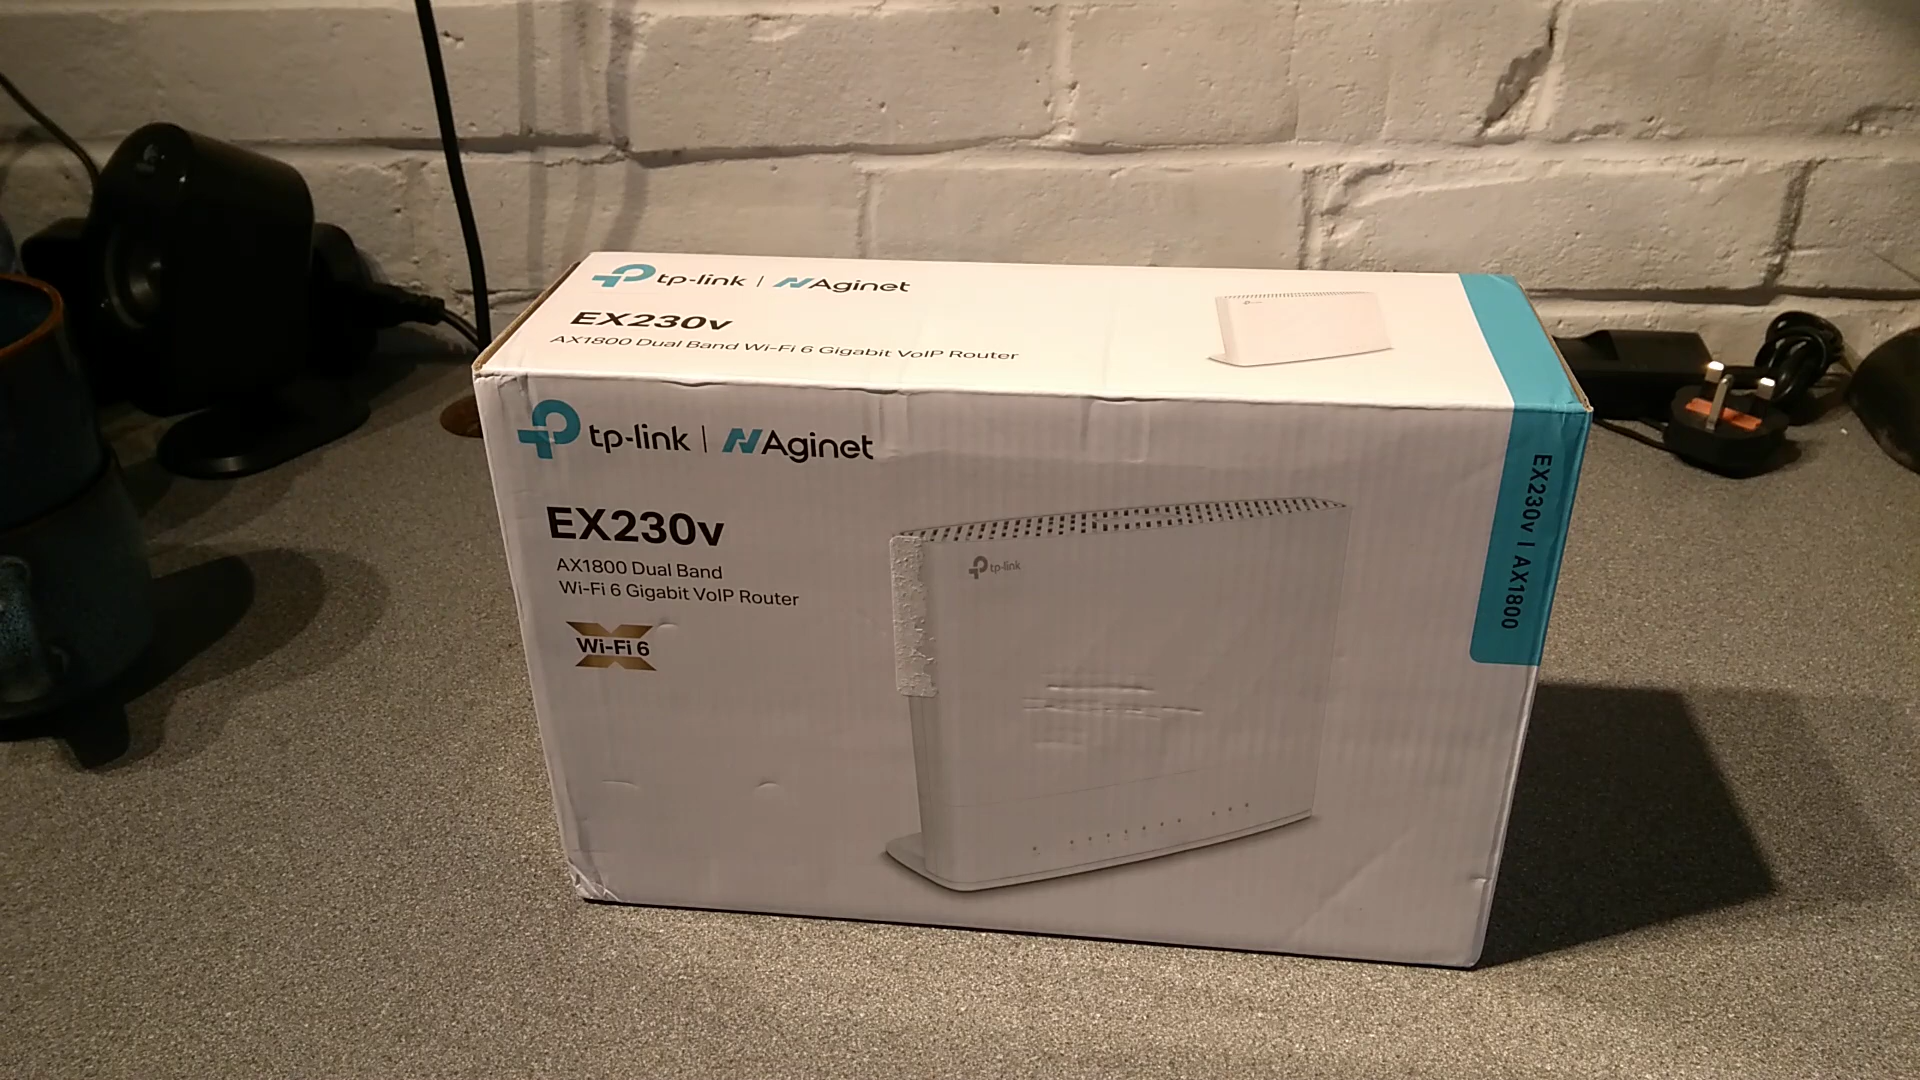 tp-link | Aginet
EX230v
AX1800 Dual Band Wi-Fi 6 Gigabit VoIP Router
tp-link | Aginet
EX230v
AX1800 Dual Band
Wi-Fi 6 Gigabit VoIP Router
Wi-Fi 6
tp-link
EX230v | AX1800